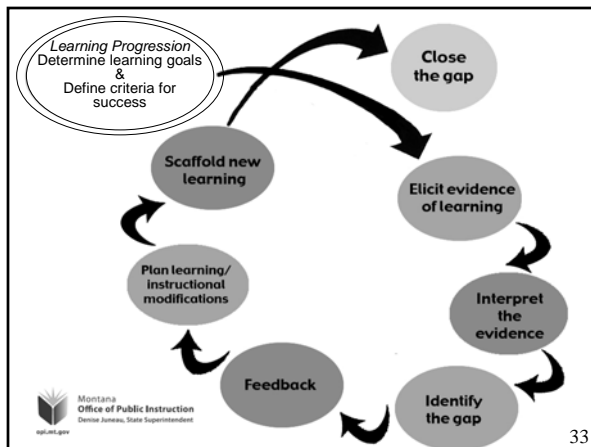 Learning Progression
Determine learning goals
&
Define criteria for
success
Close
the gap
Scaffold new
learning
Elicit evidence
of learning
Plan learning/
instructional
modifications
Interpret
the
evidence
Feedback
Identify
the gap
Montana
Office of Public Instruction
Denise Juneau, State Superintendent
opi.mt.gov
33